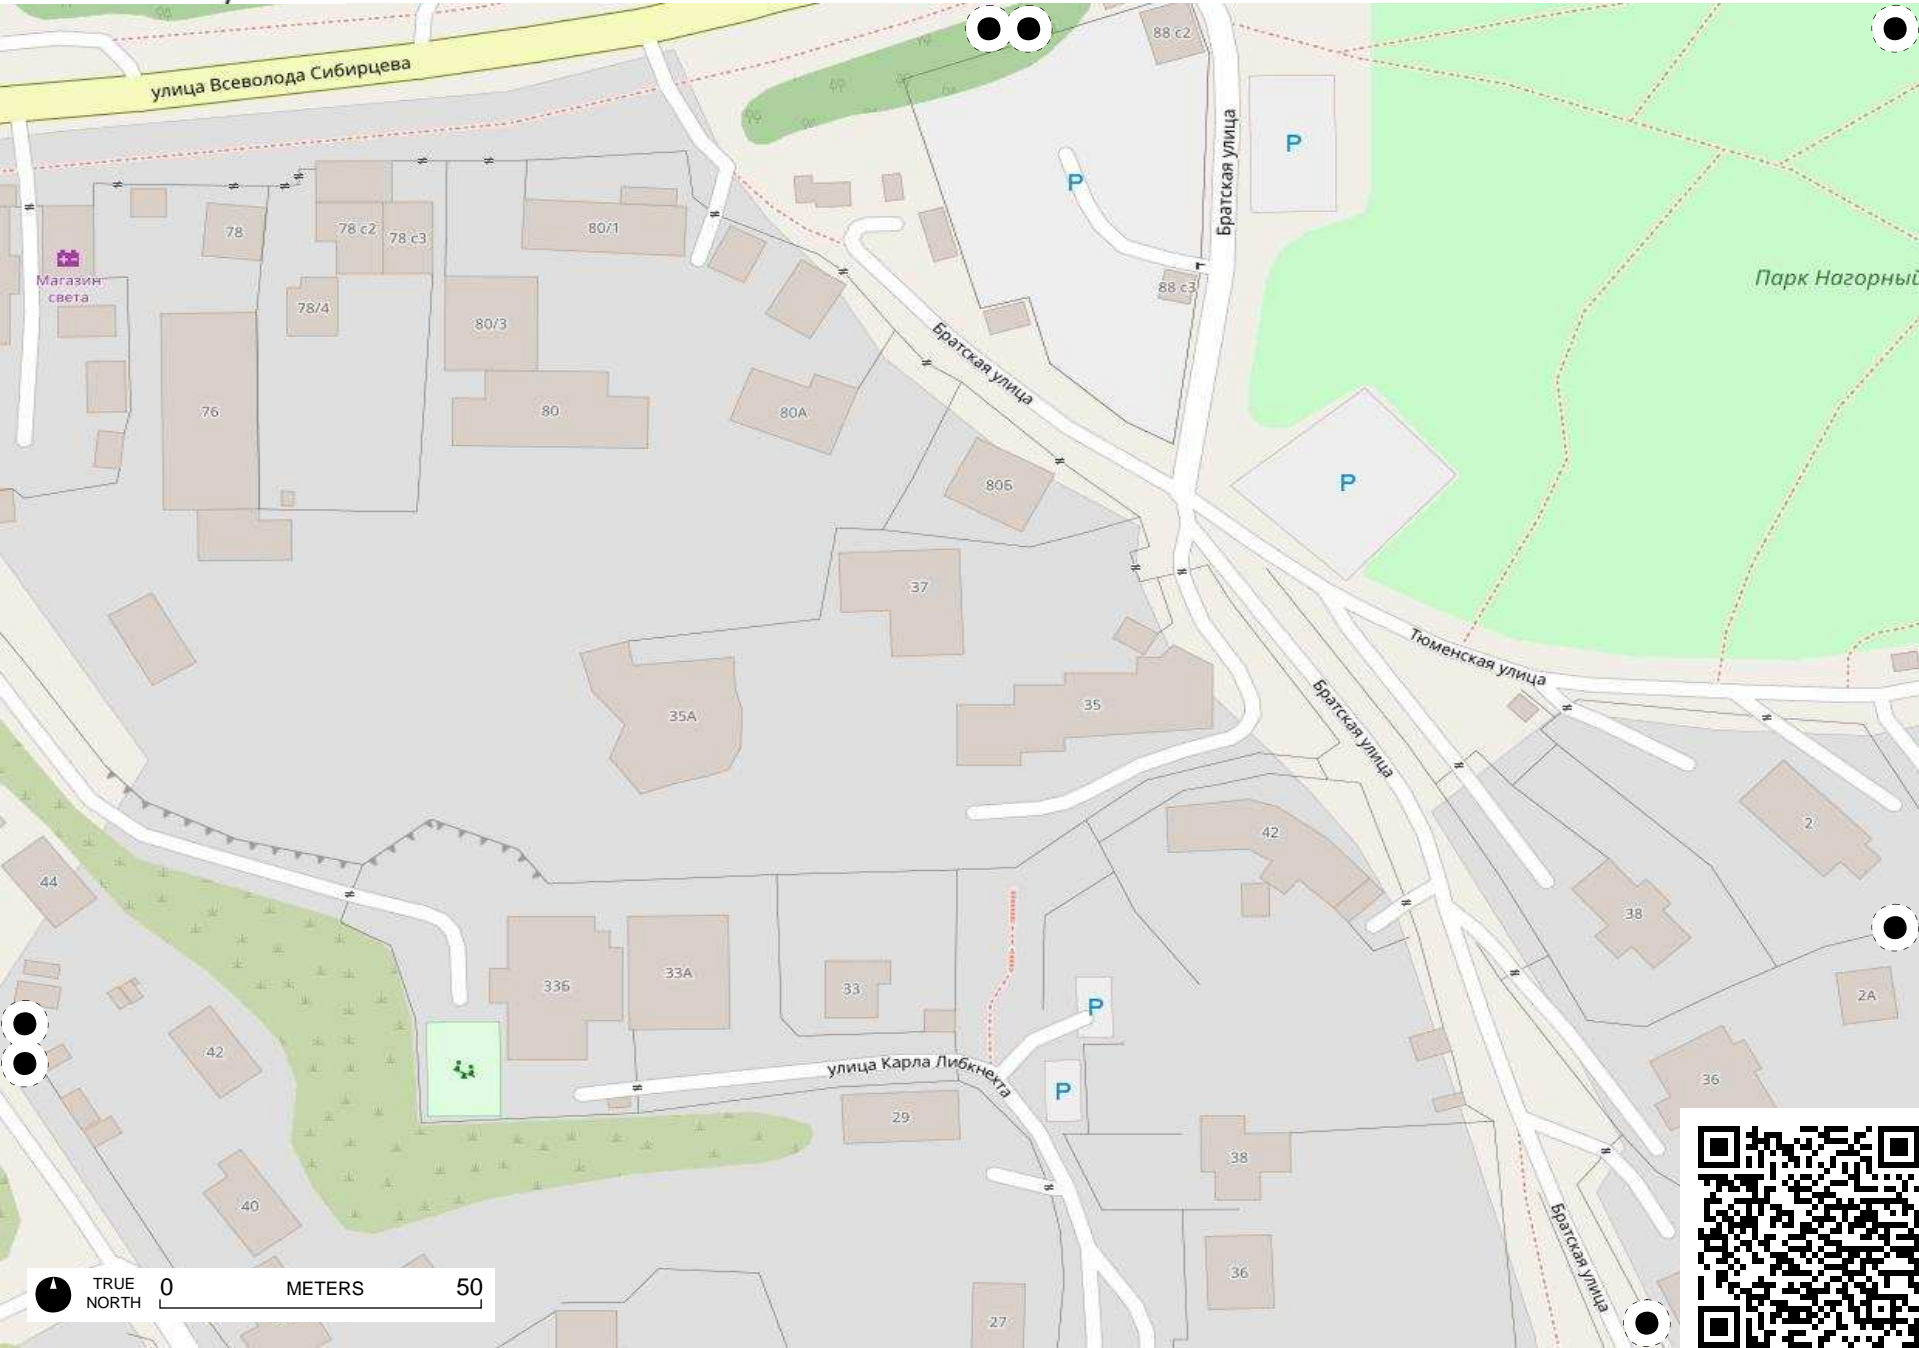 88 с2
улица Всеволода Сибирцева
Братская улица
P
P
78
78 с2
78 с3
80/1
Магазин
света
88 с3
Парк Нагорный
78/4
80/3
Братская улица
76
80
80А
80Б
P
37
Тюменская улица
35А
35
Братская улица
42
2
44
38
33Б
33А
33
2А
P
42
улица Карла Либкнехта
36
P
29
38
40
Братская улица
36
27
TRUE
NORTH
0 METERS 50